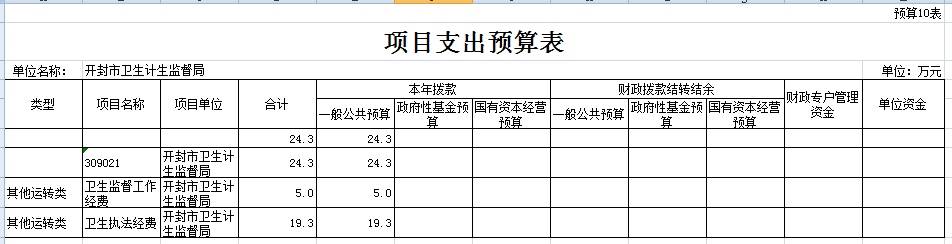 预算10表
项目支出预算表
单位名称： 开封市卫生计生监督局 单位：万元
类型 项目名称 项目单位 合计 本年拨款 财政拨款结转结余 财政专户管理资金 单位资金
一般公共预算 政府性基金预算 国有资本经营预算 一般公共预算 政府性基金预算 国有资本经营预算
24.3 24.3
309021 开封市卫生计生监督局 24.3 24.3
其他运转类 卫生监督工作经费 开封市卫生计生监督局 5.0 5.0
其他运转类 卫生执法经费 开封市卫生计生监督局 19.3 19.3